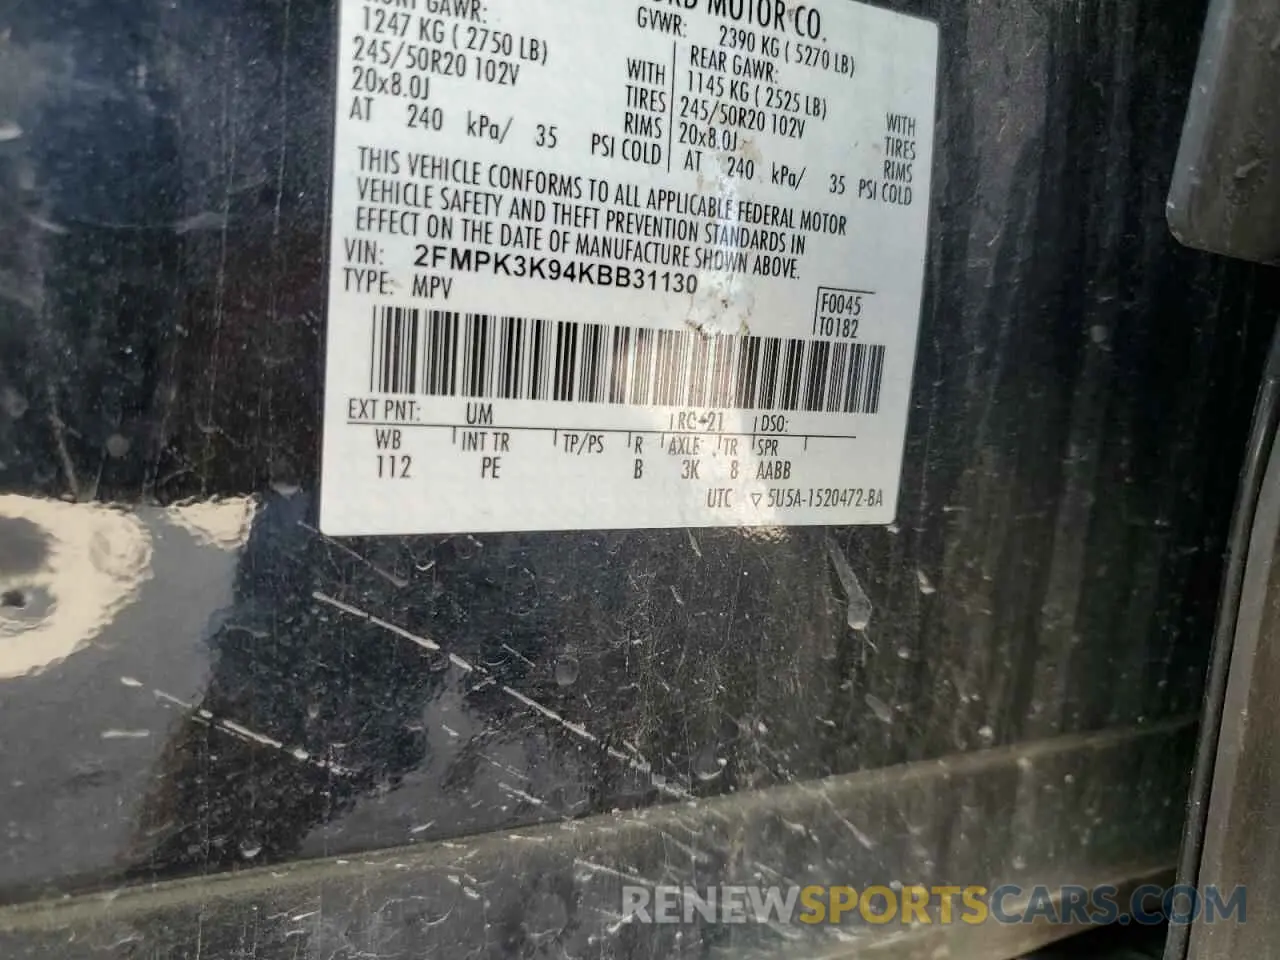 MOTOR CO.
GAWR:
1247 KG ( 2750 LB)
245/50R20 102V
20x8.0J
AT 240 kPa/ 35 PSI COLD
WITH
TIRES
RIMS
GVWR: 2390 KG ( 5270 LB)
REAR GAWR:
1145 KG ( 2525 LB)
245/50R20 102V
20x8.0J
AT 240 kPa/ 35 PSI COLD
WITH
TIRES
RIMS
THIS VEHICLE CONFORMS TO ALL APPLICABLE FEDERAL MOTOR
VEHICLE SAFETY AND THEFT PREVENTION STANDARDS IN
EFFECT ON THE DATE OF MANUFACTURE SHOWN ABOVE.
VIN: 2FMPK3K94KBB31130
TYPE: MPV
F0045
T0182
EXT PNT: UM RC: 21 DSO:
WB INT TR TP/PS R AXLE TR SPR
112 PE B 3K 8 AABB
UTC ▽ 5U5A-1520472-BA
RENEWSPORTSCARS.COM